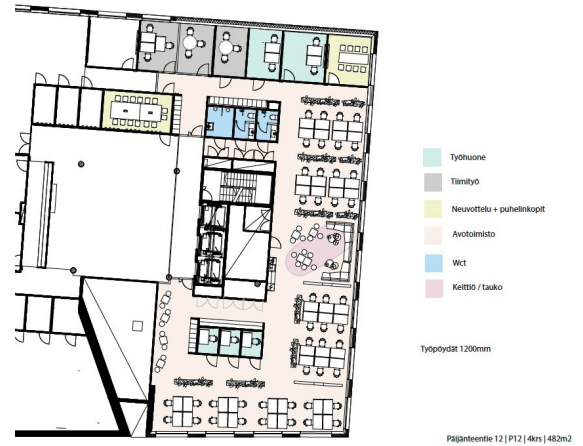 Työhuone
Tiimityö
Neuvottelu + puhelinkopit
Avotoimisto
Wct
Keittiö / tauko
Työpöydät 1200mm
Päijänteentie 12 | P12 | 4krs | 482m2